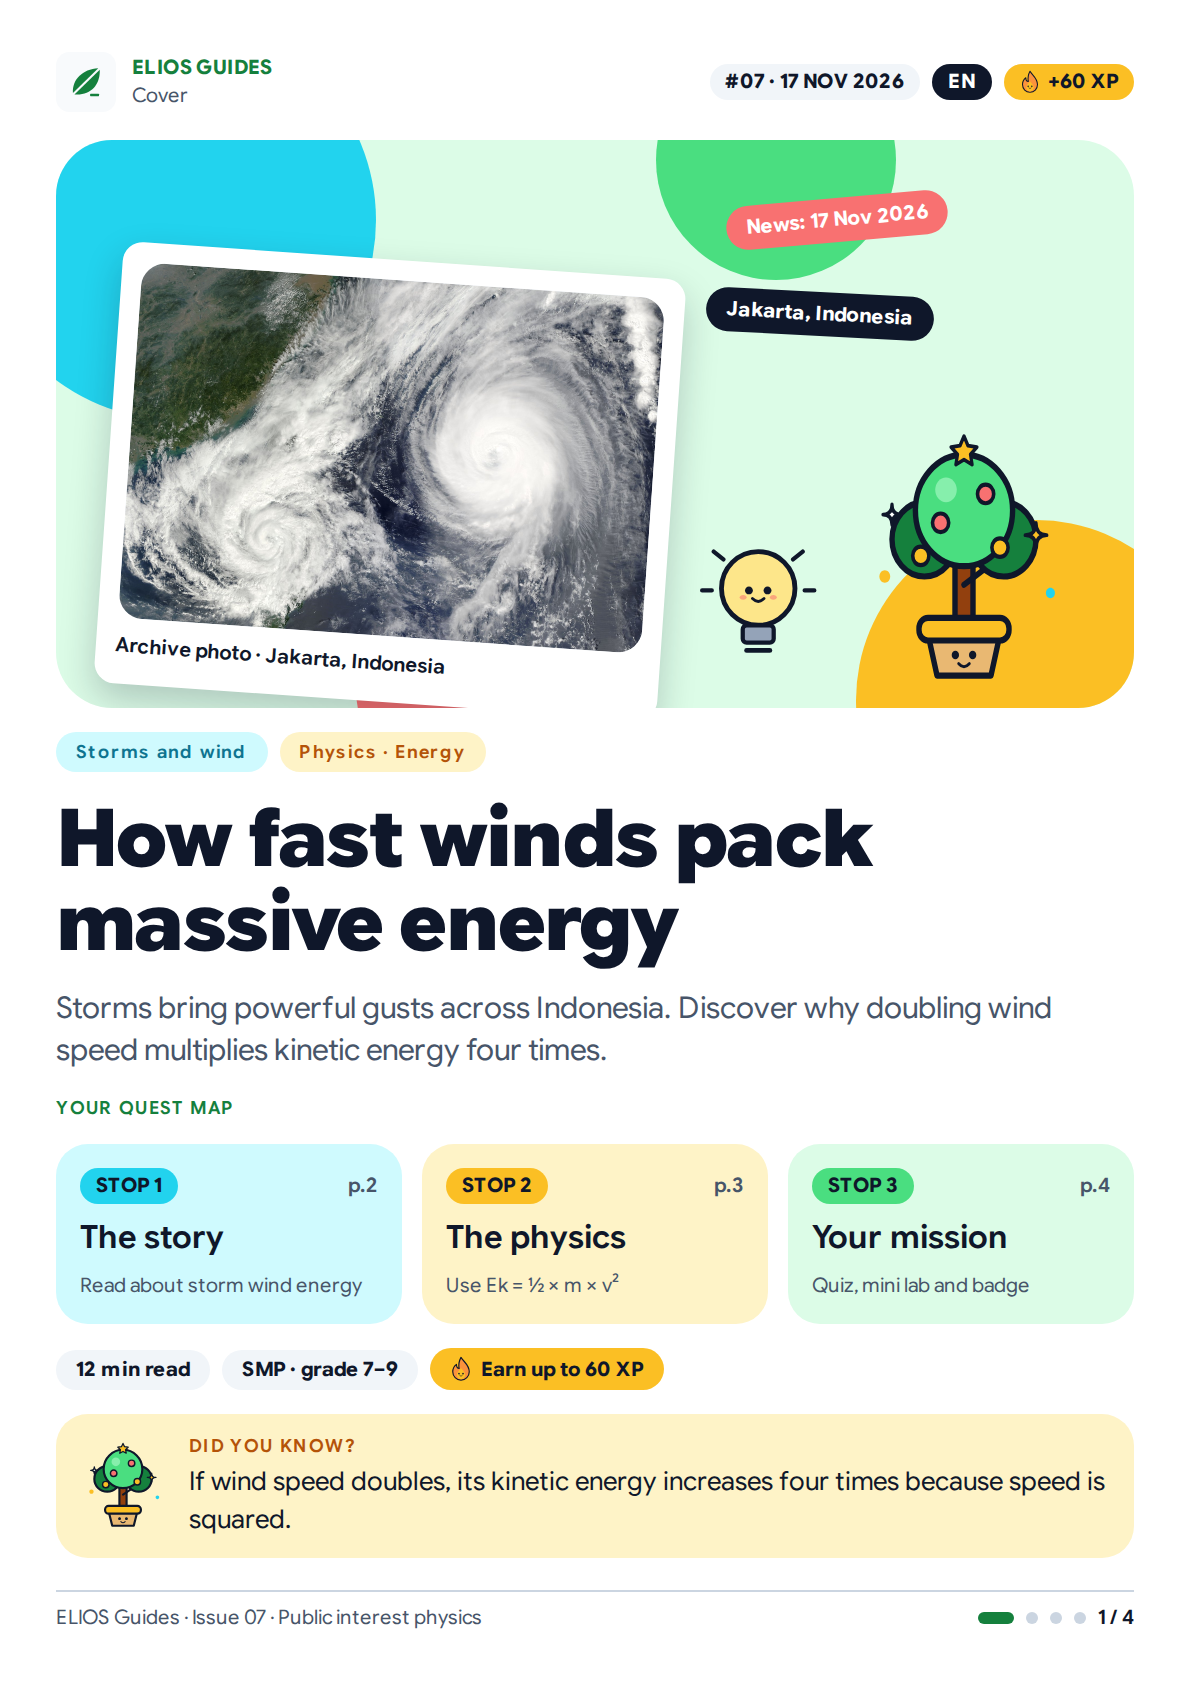 ELIOS GUIDES
Cover
#07 · 17 NOV 2026
EN
+60 XP
News: 17 Nov 2026
Jakarta, Indonesia
Archive photo · Jakarta, Indonesia
Storms and wind
Physics · Energy
How fast winds pack
massive energy
Storms bring powerful gusts across Indonesia. Discover why doubling wind
speed multiplies kinetic energy four times.
YOUR QUEST MAP
STOP 1
p.2
The story
Read about storm wind energy
STOP 2
p.3
The physics
Use Ek = ½ × m × v²
STOP 3
p.4
Your mission
Quiz, mini lab and badge
12 min read
SMP · grade 7–9
Earn up to 60 XP
DID YOU KNOW?
If wind speed doubles, its kinetic energy increases four times because speed is
squared.
ELIOS Guides · Issue 07 · Public interest physics
1 / 4